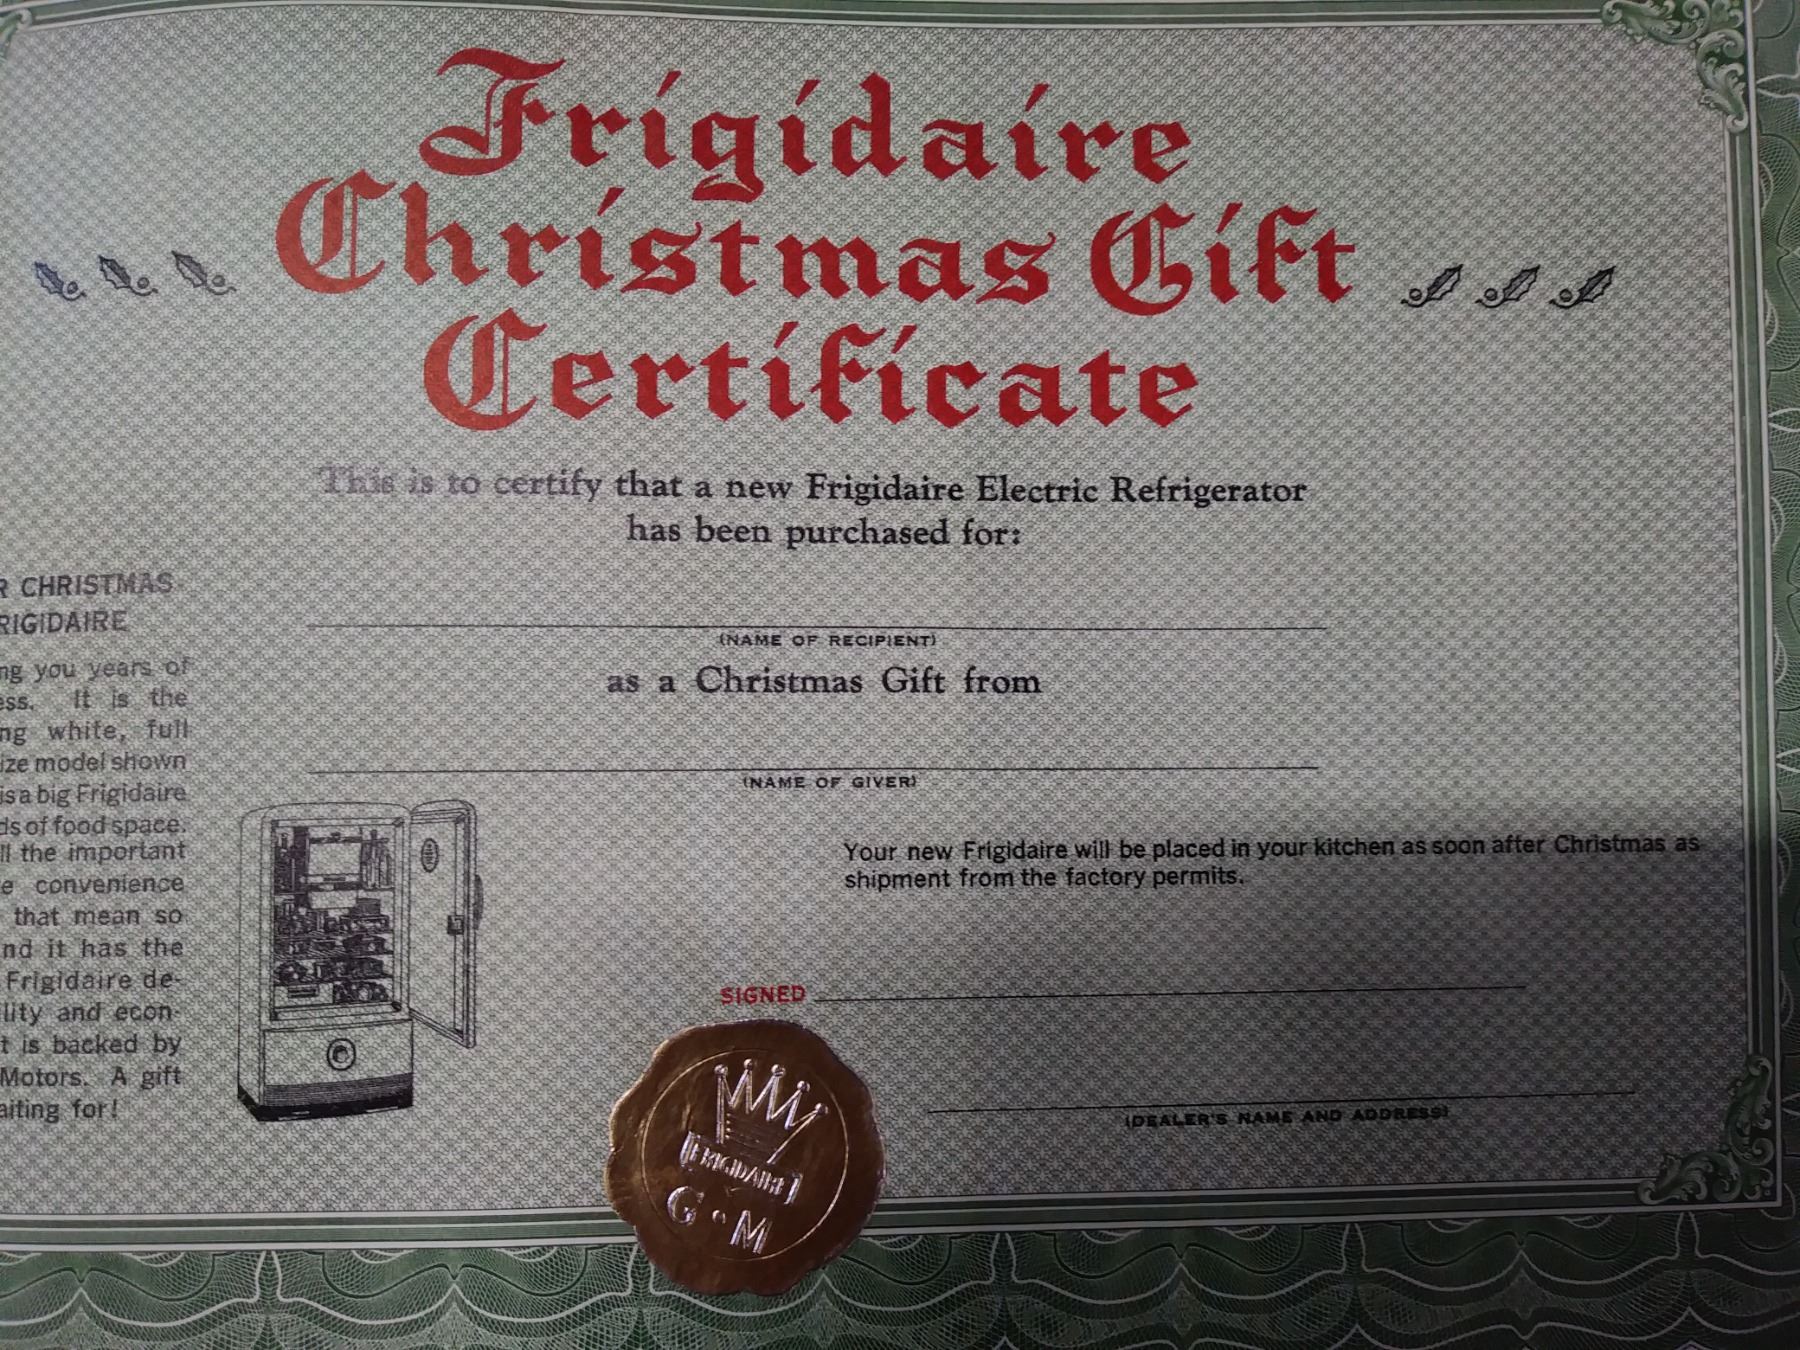 Frigidaire
Christmas Gift
Certificate
This is to certify that a new Frigidaire Electric Refrigerator
has been purchased for:
(NAME OF RECIPIENT)
as a Christmas Gift from
(NAME OF GIVER)
R CHRISTMAS
RIGIDAIRE
ng you years of
ess. It is the
ng white, full
ize model shown
is a big Frigidaire
ds of food space.
ll the important
e convenience
that mean so
nd it has the
Frigidaire de-
lity and econ-
t is backed by
Motors. A gift
aiting for!
Your new Frigidaire will be placed in your kitchen as soon after Christmas as
shipment from the factory permits.
SIGNED
(DEALER'S NAME AND ADDRESS)
FRIGIDAIRE
G • M